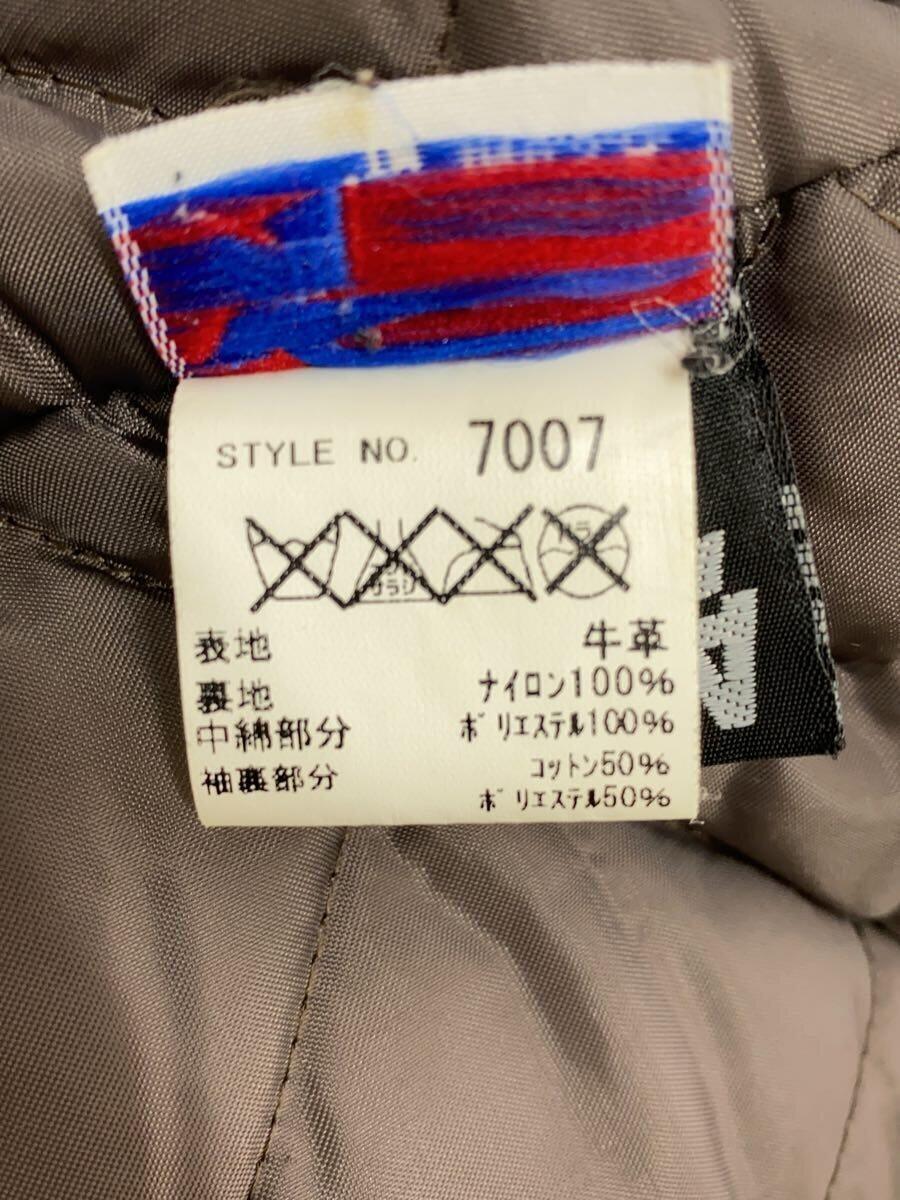 STYLE NO. 7007
表地 牛革
裏地 ナイロン100%
中綿部分 ポリエステル100%
袖裏部分 コットン50%
ポリエステル50%